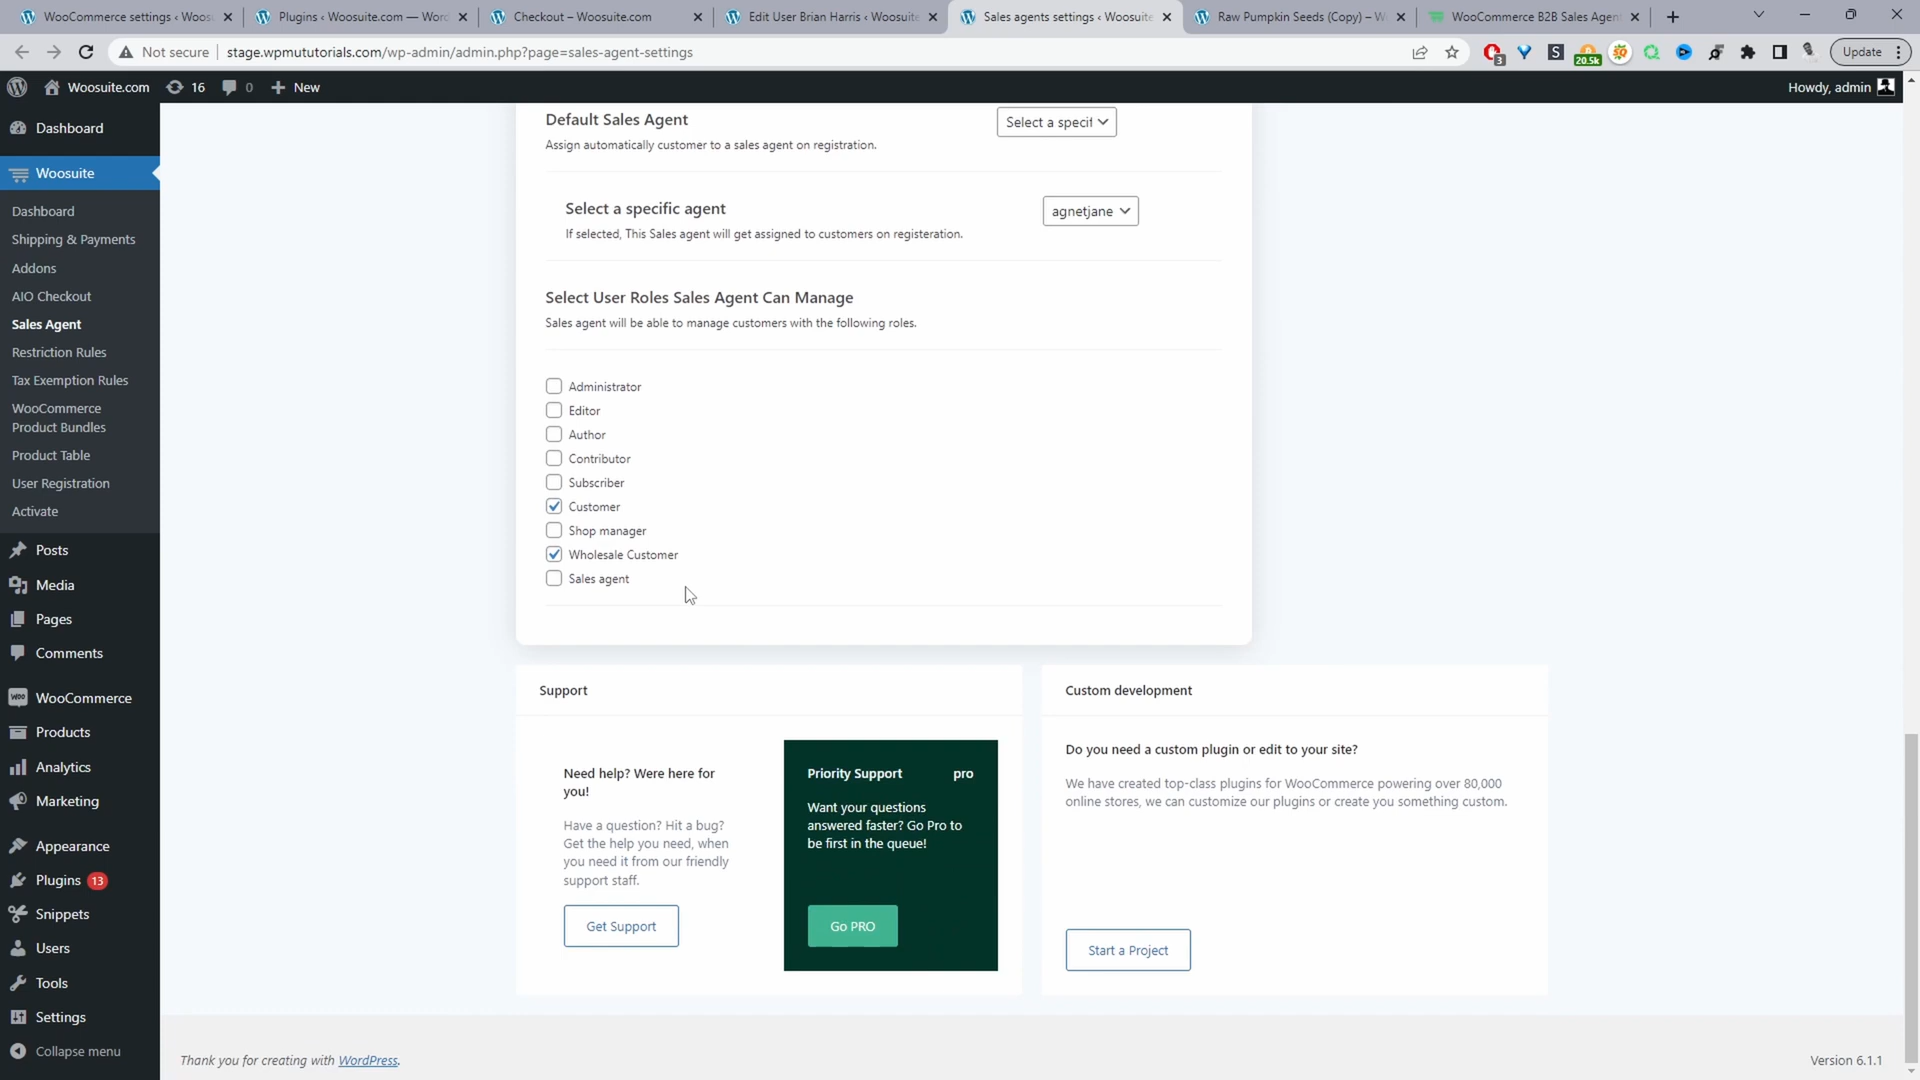 WooCommerce settings ‹ Woosu
Plugins ‹ Woosuite.com — Word
Checkout – Woosuite.com
Edit User Brian Harris ‹ Woosuite
Sales agents settings ‹ Woosuite
Raw Pumpkin Seeds (Copy) – W
WooCommerce B2B Sales Agent
Not secure
stage.wpmututorials.com/wp-admin/admin.php?page=sales-agent-settings
3
S
20.5k
Update
Woosuite.com
16
0
New
Howdy, admin
Dashboard
Woosuite
Dashboard
Shipping & Payments
Addons
AIO Checkout
Sales Agent
Restriction Rules
Tax Exemption Rules
WooCommerce
Product Bundles
Product Table
User Registration
Activate
Posts
Media
Pages
Comments
WooCommerce
Products
Analytics
Marketing
Appearance
Plugins 13
Snippets
Users
Tools
Settings
Collapse menu
Default Sales Agent
Select a specif
Assign automatically customer to a sales agent on registration.
Select a specific agent
agnetjane
If selected, This Sales agent will get assigned to customers on registeration.
Select User Roles Sales Agent Can Manage
Sales agent will be able to manage customers with the following roles.
Administrator
Editor
Author
Contributor
Subscriber
Customer
Shop manager
Wholesale Customer
Sales agent
Support
Need help? Were here for
you!
Have a question? Hit a bug?
Get the help you need, when
you need it from our friendly
support staff.
Get Support
Priority Support pro
Want your questions
answered faster? Go Pro to
be first in the queue!
Go PRO
Custom development
Do you need a custom plugin or edit to your site?
We have created top-class plugins for WooCommerce powering over 80,000
online stores, we can customize our plugins or create you something custom.
Start a Project
Thank you for creating with WordPress.
Version 6.1.1